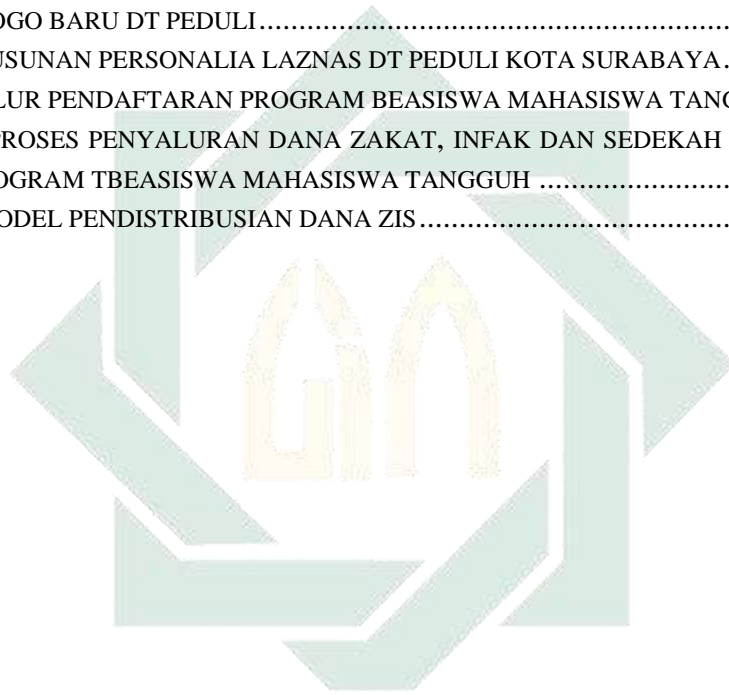 OGO BARU DT PEDULI........................................................................
USUNAN PERSONALIA LAZNAS DT PEDULI KOTA SURABAYA..
LUR PENDAFTARAN PROGRAM BEASISWA MAHASISWA TANG
PROSES PENYALURAN DANA ZAKAT, INFAK DAN SEDEKAH
OGRAM TBEASISWA MAHASISWA TANGGUH ..................................
ODEL PENDISTRIBUSIAN DANA ZIS..................................................